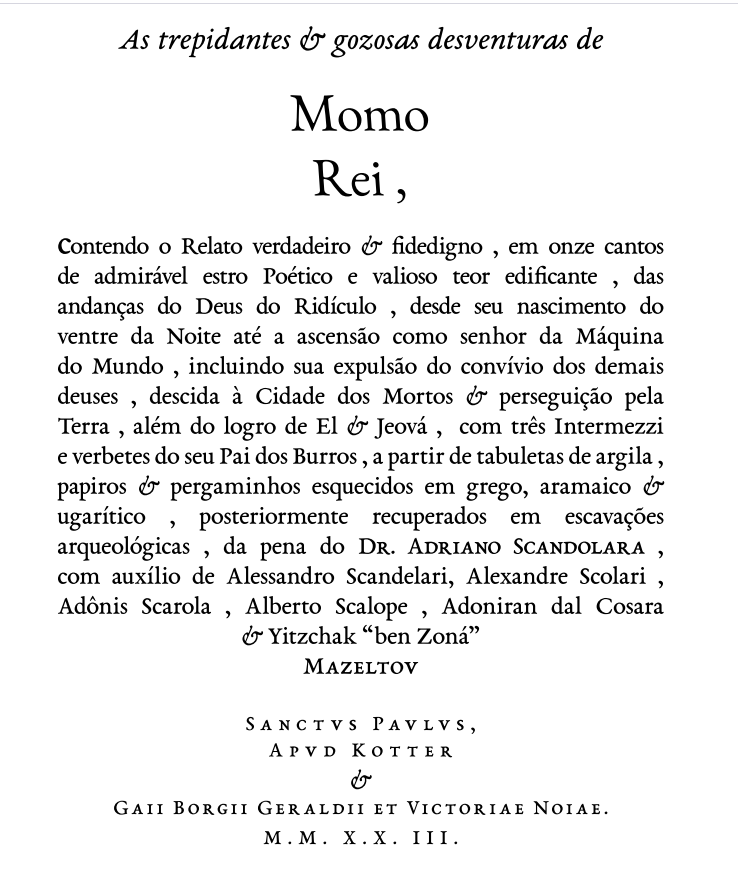 As trepidantes & gozosas desventuras de
Momo
Rei ,
Contendo o Relato verdadeiro & fidedigno , em onze cantos
de admirável estro Poético e valioso teor edificante , das
andanças do Deus do Ridículo , desde seu nascimento do
ventre da Noite até a ascensão como senhor da Máquina
do Mundo , incluindo sua expulsão do convívio dos demais
deuses , descida à Cidade dos Mortos & perseguição pela
Terra , além do logro de El & Jeová , com três Intermezzi
e verbetes do seu Pai dos Burros , a partir de tabuletas de argila ,
papiros & pergaminhos esquecidos em grego, aramaico &
ugarítico , posteriormente recuperados em escavações
arqueológicas , da pena do Dr. Adriano Scandolara ,
com auxílio de Alessandro Scandelari, Alexandre Scolari ,
Adônis Scarola , Alberto Scalope , Adoniran dal Cosara
& Yitzchak “ben Zoná”
Mazeltov
Sanctvs Pavlvs,
Apvd Kotter
&
Gaii Borgii Geraldii et Victoriae Noiae.
M.M. X.X. III.